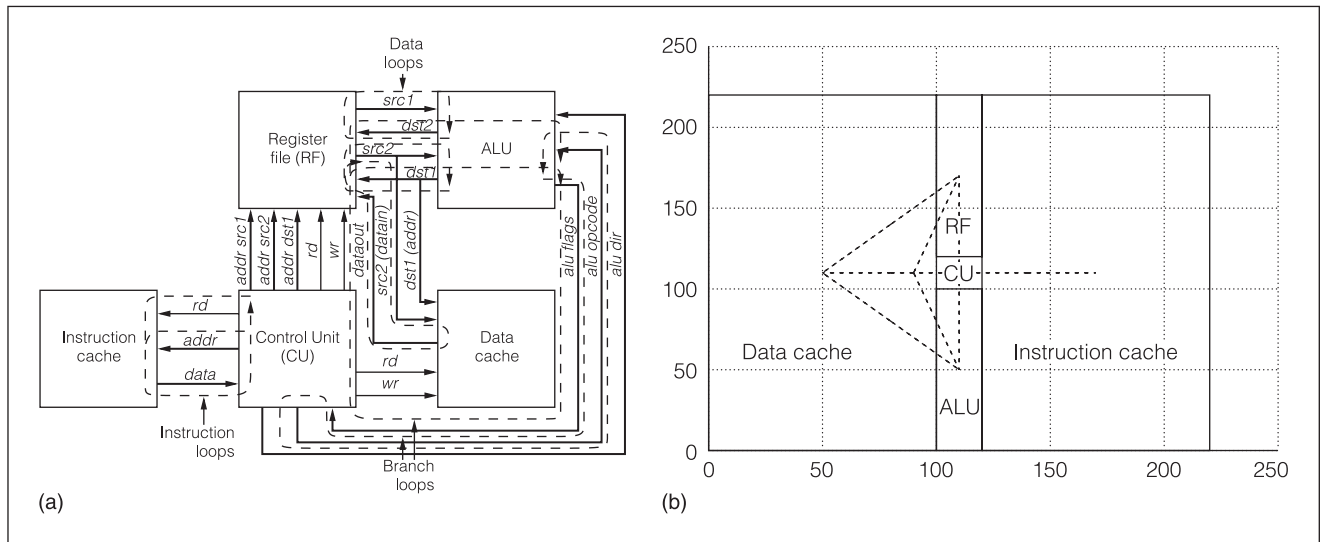 Data
loops
src1
dst2
src2
dst1
Register
file (RF)
ALU
addr src1
addr src2
addr dst1
rd
wr
dataout
src2 (datain)
dst1 (addr)
alu flags
alu opcode
alu dir
Instruction
cache
rd
addr
data
Control Unit
(CU)
rd
wr
Data
cache
Instruction
loops
Branch
loops
(a)
250
200
150
100
50
0
0
50
100
150
200
250
RF
CU
ALU
Data cache
Instruction cache
(b)